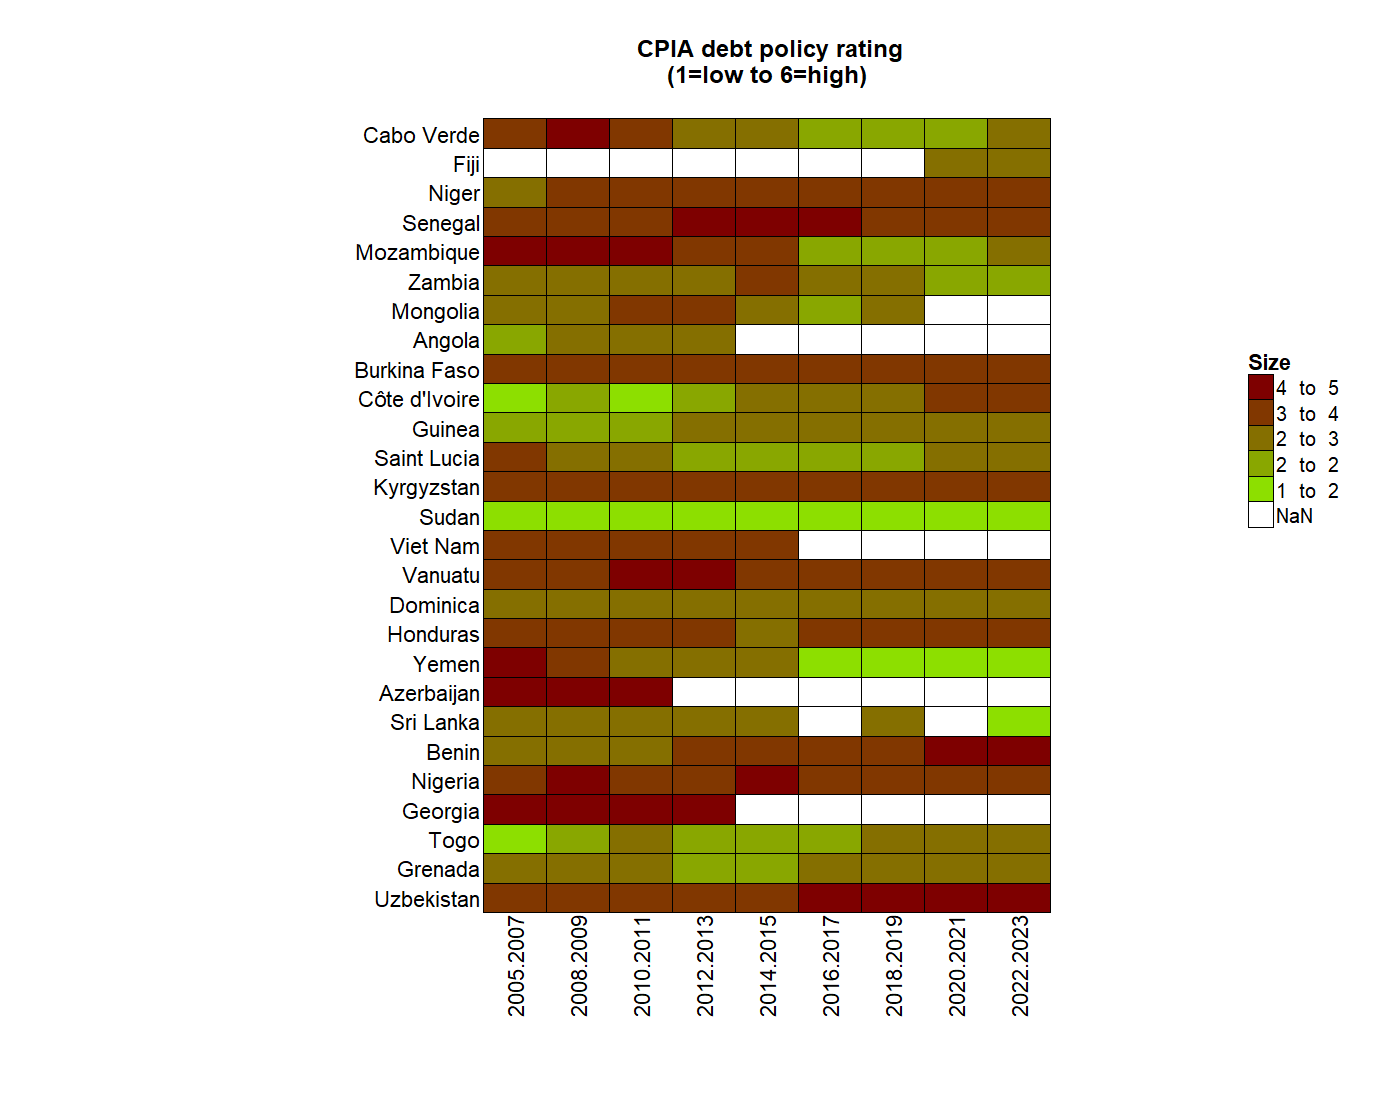 CPIA debt policy rating
(1=low to 6=high)
Cabo Verde
Fiji
Niger
Senegal
Mozambique
Zambia
Mongolia
Angola
Burkina Faso
Côte d'Ivoire
Guinea
Saint Lucia
Kyrgyzstan
Sudan
Viet Nam
Vanuatu
Dominica
Honduras
Yemen
Azerbaijan
Sri Lanka
Benin
Nigeria
Georgia
Togo
Grenada
Uzbekistan
2005.2007
2008.2009
2010.2011
2012.2013
2014.2015
2016.2017
2018.2019
2020.2021
2022.2023
Size
4 to 5
3 to 4
2 to 3
2 to 2
1 to 2
NaN